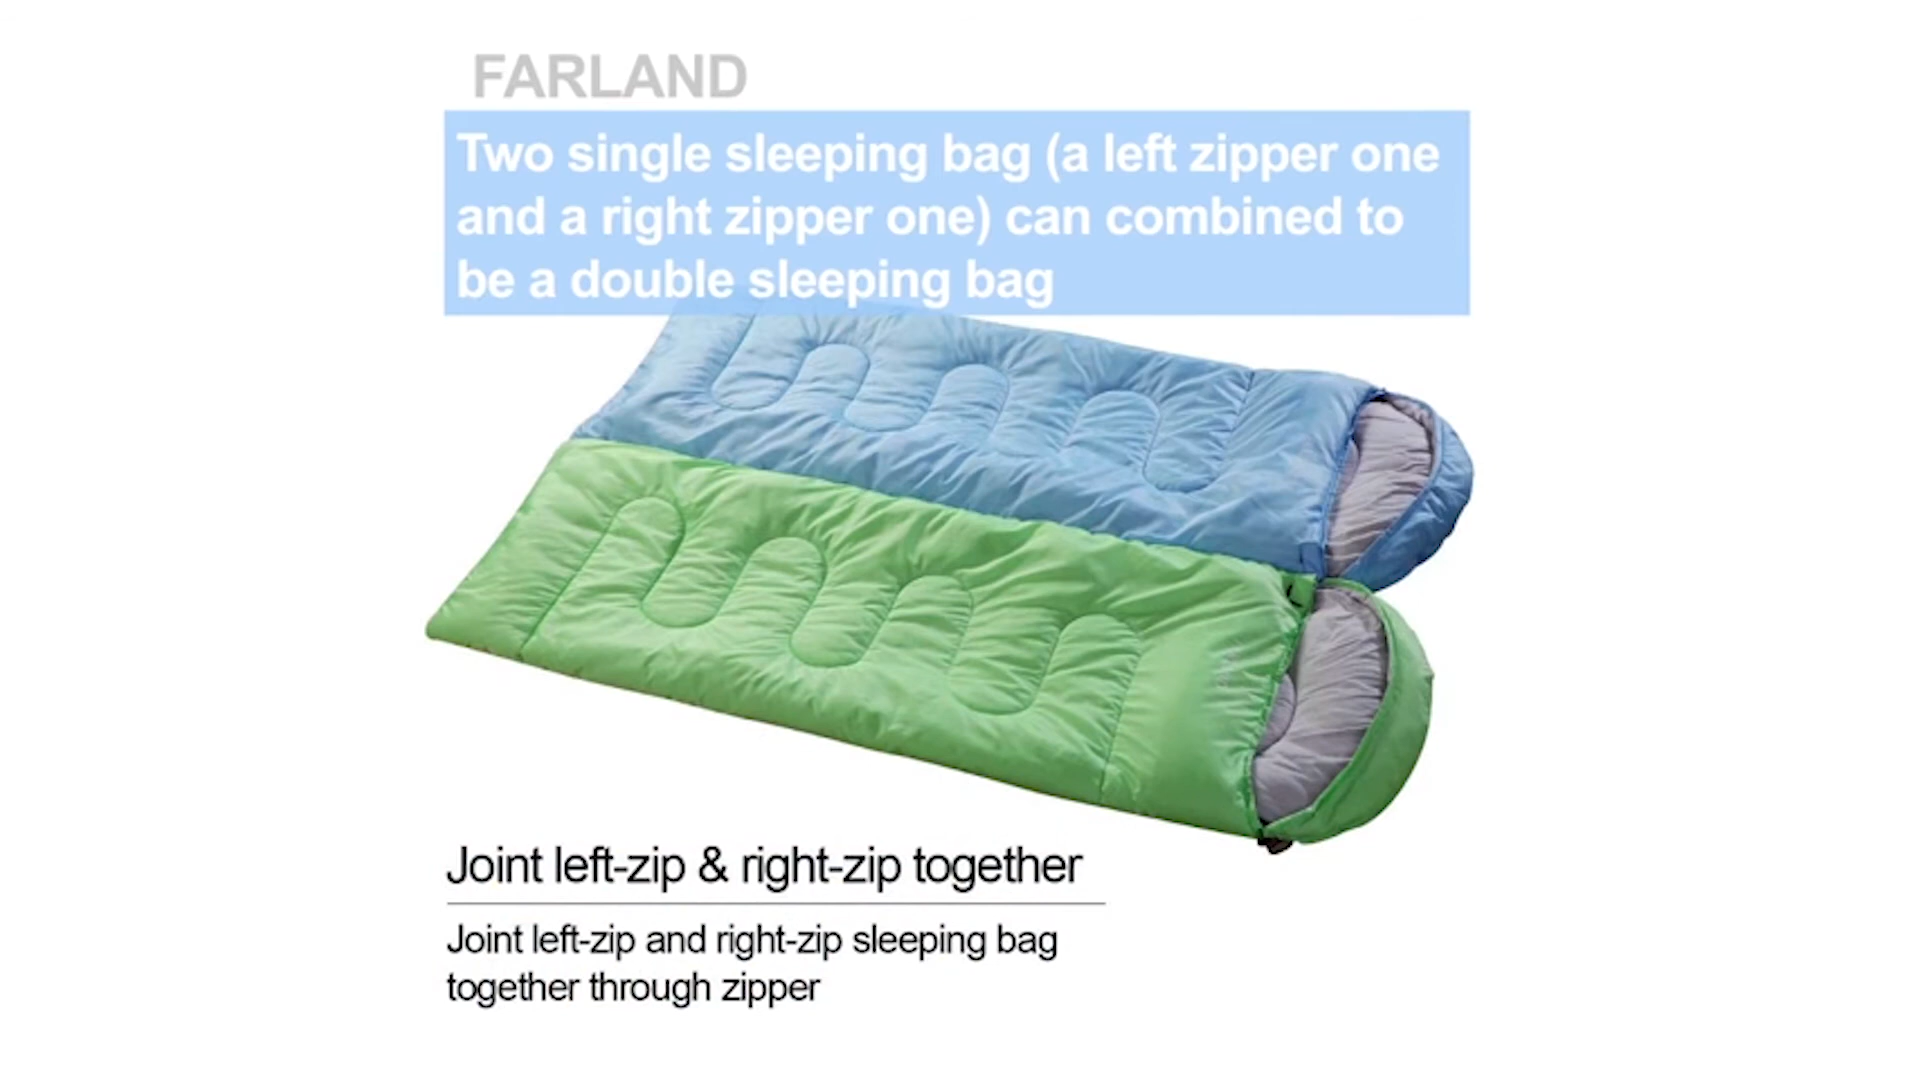 FARLAND
Two single sleeping bag (a left zipper one
and a right zipper one) can combined to
be a double sleeping bag
Joint left-zip & right-zip together
Joint left-zip and right-zip sleeping bag
together through zipper